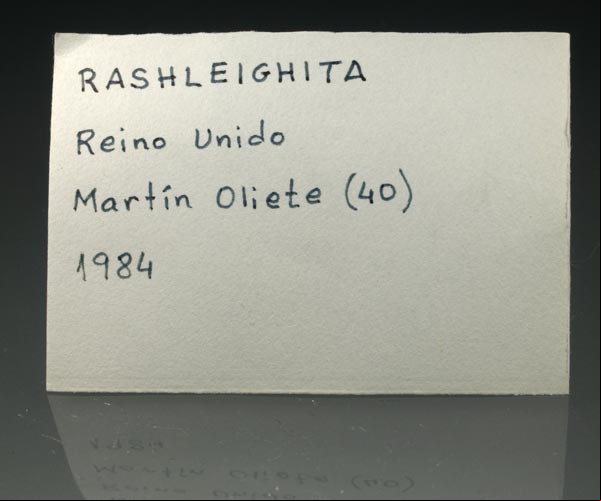 RASHLEIGHITA
Reino Unido
Martín Oliete (40)
1984